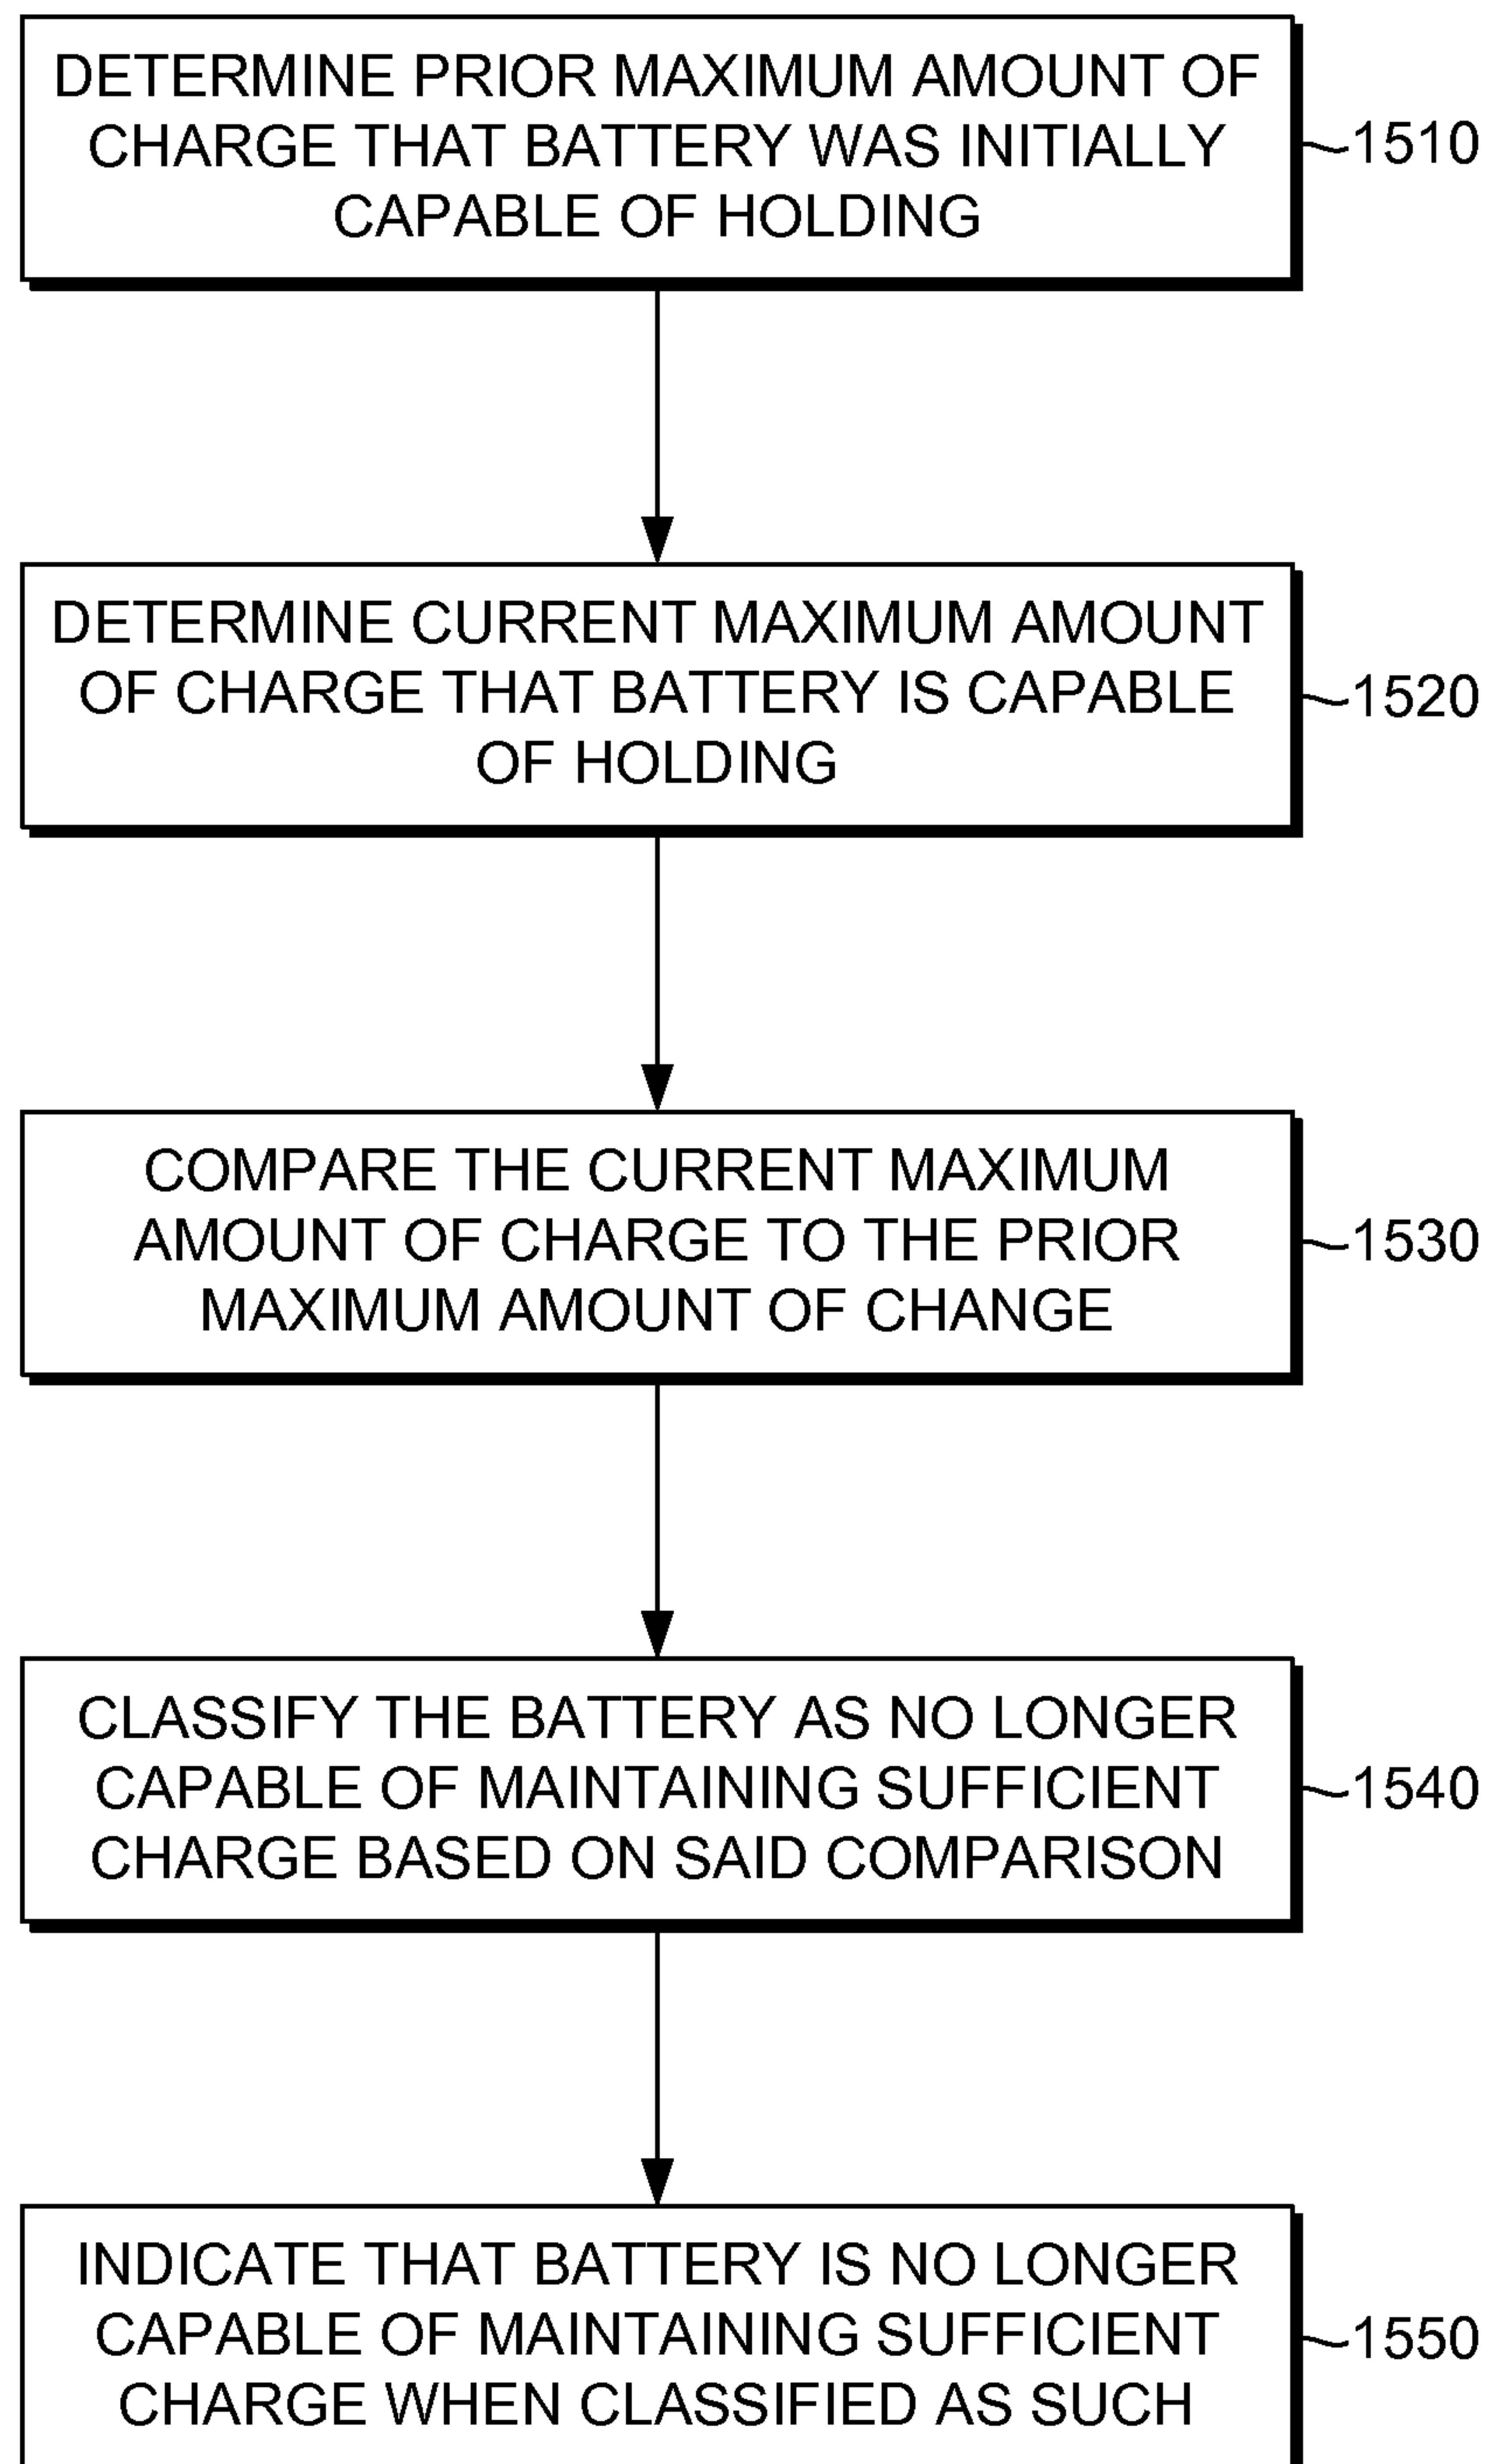 DETERMINE PRIOR MAXIMUM AMOUNT OF
CHARGE THAT BATTERY WAS INITIALLY
CAPABLE OF HOLDING
1510
DETERMINE CURRENT MAXIMUM AMOUNT
OF CHARGE THAT BATTERY IS CAPABLE
OF HOLDING
1520
COMPARE THE CURRENT MAXIMUM
AMOUNT OF CHARGE TO THE PRIOR
MAXIMUM AMOUNT OF CHANGE
1530
CLASSIFY THE BATTERY AS NO LONGER
CAPABLE OF MAINTAINING SUFFICIENT
CHARGE BASED ON SAID COMPARISON
1540
INDICATE THAT BATTERY IS NO LONGER
CAPABLE OF MAINTAINING SUFFICIENT
CHARGE WHEN CLASSIFIED AS SUCH
1550